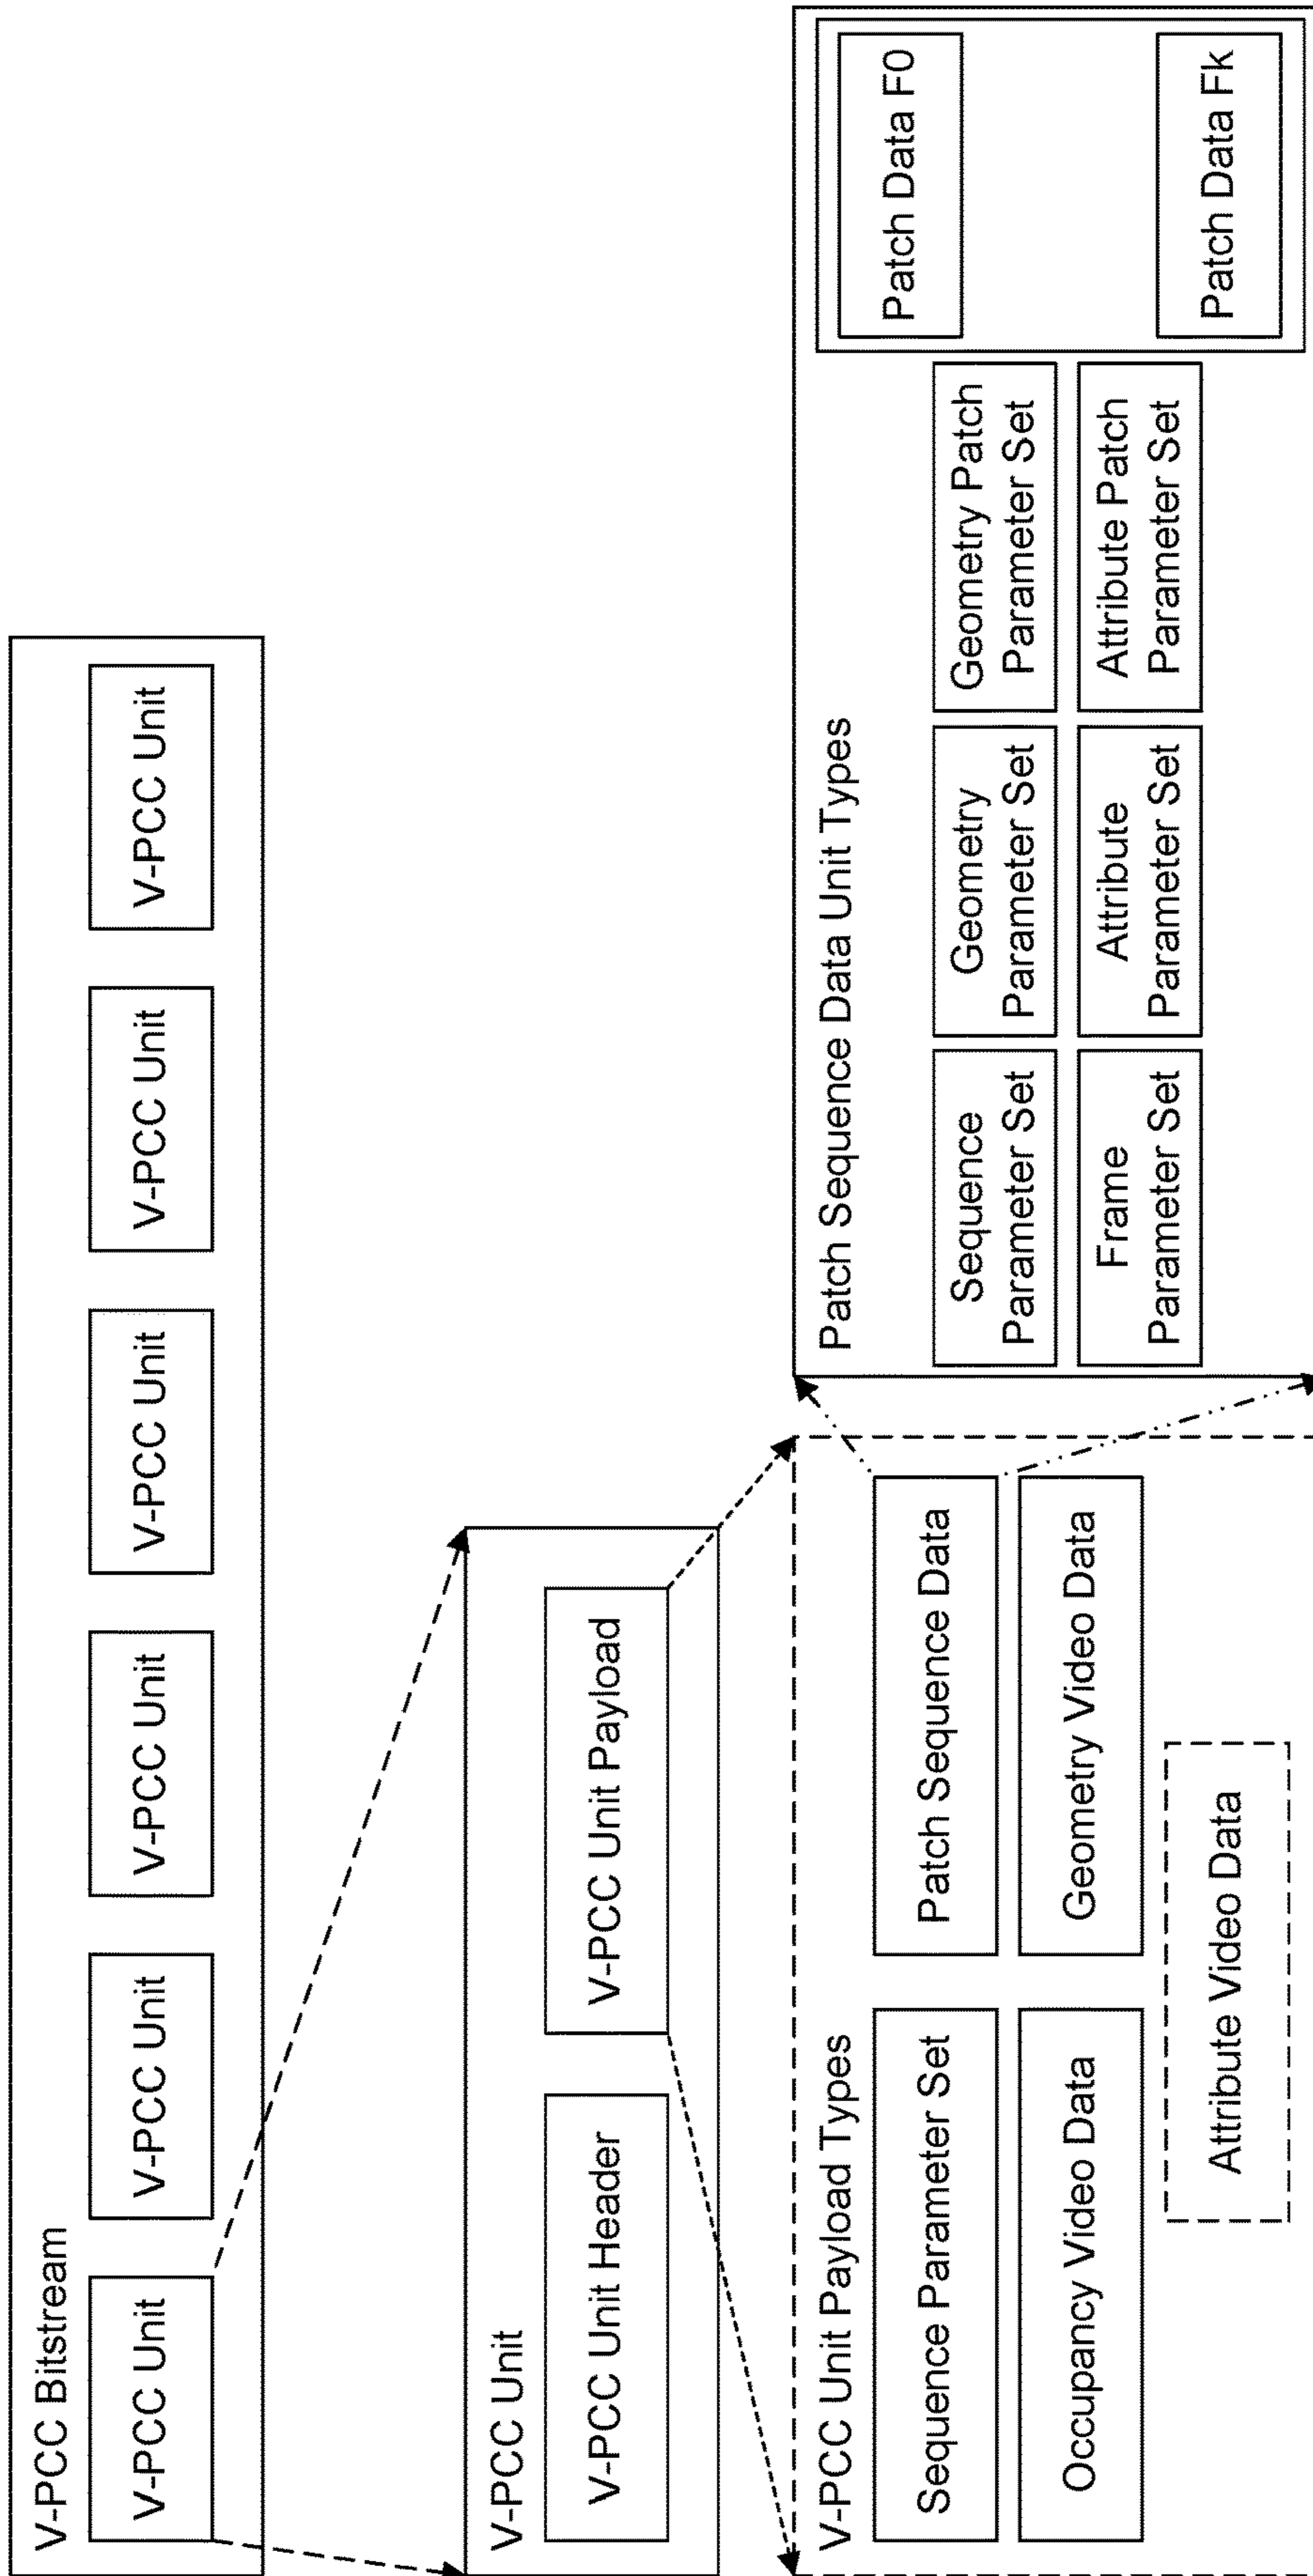 V-PCC Bitstream
V-PCC Unit
V-PCC Unit
V-PCC Unit
V-PCC Unit
V-PCC Unit
V-PCC Unit
V-PCC Unit
V-PCC Unit Header
V-PCC Unit Payload
V-PCC Unit Payload Types
Sequence Parameter Set
Patch Sequence Data
Occupancy Video Data
Geometry Video Data
Attribute Video Data
Patch Sequence Data Unit Types
Sequence
Parameter Set
Geometry
Parameter Set
Geometry Patch
Parameter Set
Frame
Parameter Set
Attribute
Parameter Set
Attribute Patch
Parameter Set
Patch Data F0
Patch Data Fk